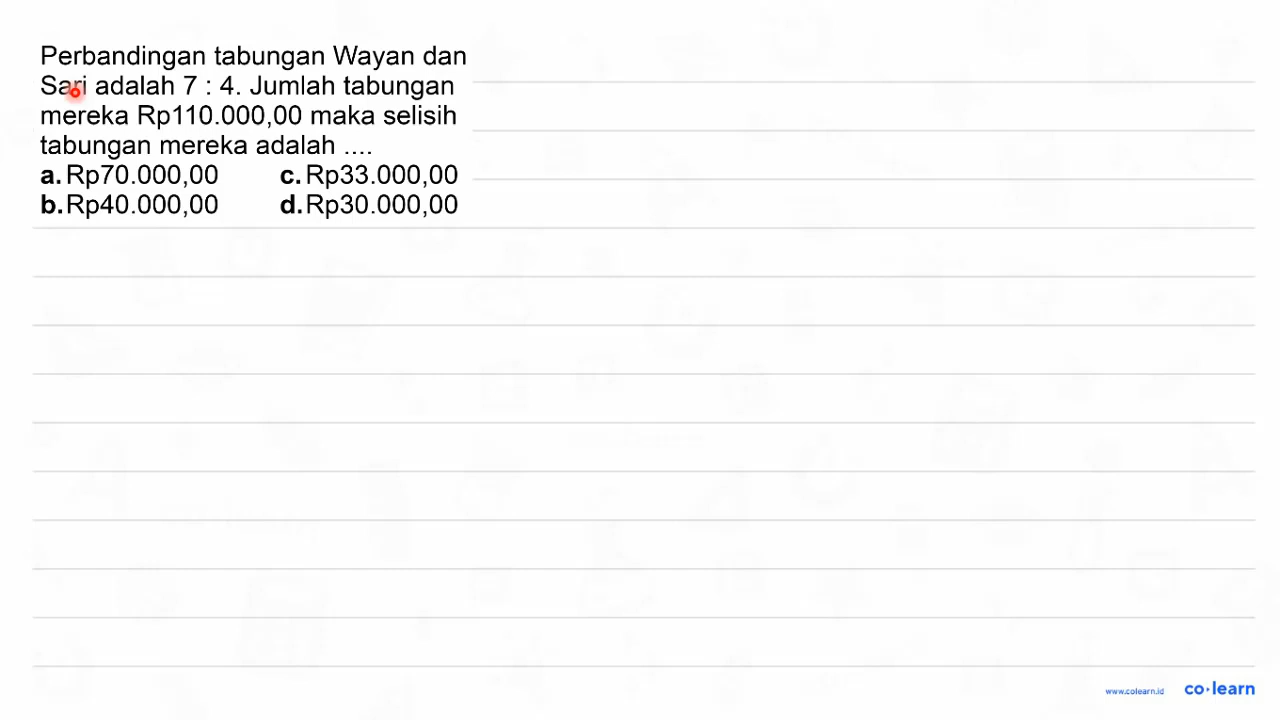 Perbandingan tabungan Wayan dan
Sari adalah 7 : 4. Jumlah tabungan
mereka Rp110.000,00 maka selisih
tabungan mereka adalah ....
a. Rp70.000,00 c. Rp33.000,00
b. Rp40.000,00 d. Rp30.000,00
www.colearn.id co·learn